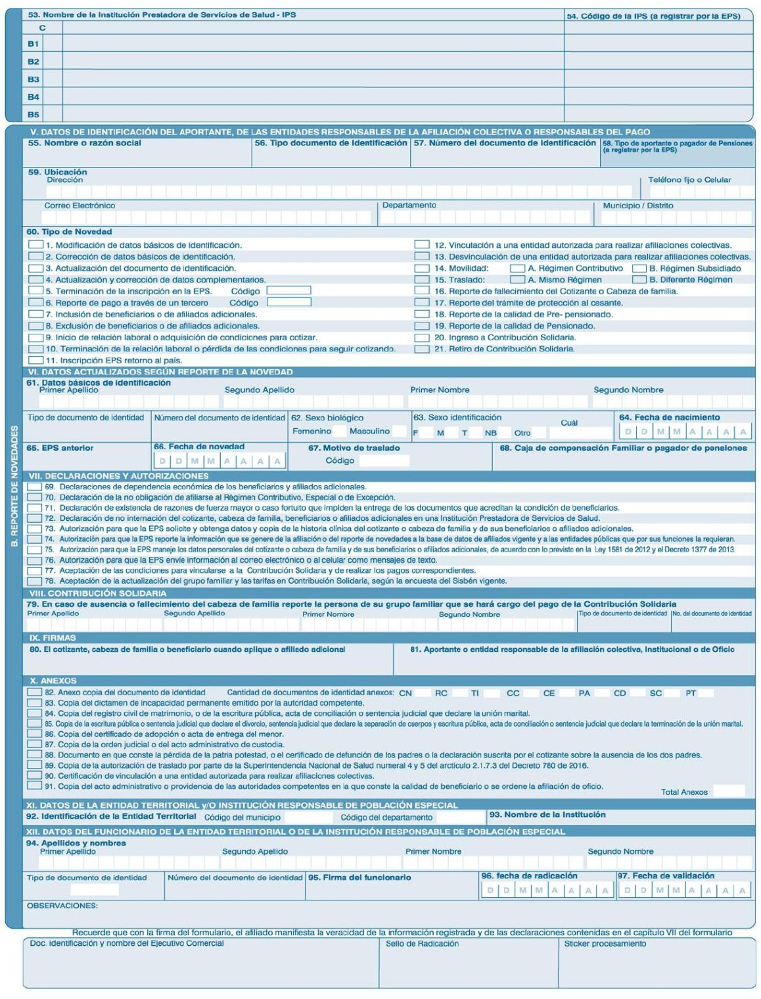 53. Nombre de la Institución Prestadora de Servicios de Salud - IPS
54. Código de la IPS (a registrar por la EPS)
C
B1
B2
B3
B4
B5
V. DATOS DE IDENTIFICACIÓN DEL APORTANTE, DE LAS ENTIDADES RESPONSABLES DE LA AFILIACIÓN COLECTIVA O RESPONSABLES DEL PAGO
55. Nombre o razón social
56. Tipo documento de Identificación
57. Número del documento de Identificación
58. Tipo de aportante o pagador de Pensiones
(a registrar por la EPS)
59. Ubicación
Dirección
Teléfono fijo o Celular
Correo Electrónico
Departamento
Municipio / Distrito
60. Tipo de Novedad
1. Modificación de datos básicos de identificación.
2. Corrección de datos básicos de identificación.
3. Actualización del documento de identificación.
4. Actualización y corrección de datos complementarios.
5. Terminación de la inscripción en la EPS. Código
6. Reporte de pago a través de un tercero Código
7. Inclusión de beneficiarios o de afiliados adicionales.
8. Exclusión de beneficiarios o de afiliados adicionales.
9. Inicio de relación laboral o adquisición de condiciones para cotizar.
10. Terminación de la relación laboral o pérdida de las condiciones para seguir cotizando.
11. Inscripción EPS retorno al país.
12. Vinculación a una entidad autorizada para realizar afiliaciones colectivas.
13. Desvinculación de una entidad autorizada para realizar afiliaciones colectivas.
14. Movilidad: A. Régimen Contributivo B. Régimen Subsidiado
15. Traslado: A. Mismo Régimen B. Diferente Régimen
16. Reporte de fallecimiento del Cotizante o Cabeza de familia.
17. Reporte del trámite de protección al cesante.
18. Reporte de la calidad de Pre- pensionado.
19. Reporte de la calidad de Pensionado.
20. Ingreso a Contribución Solidaria.
21. Retiro de Contribución Solidaria.
B. REPORTE DE NOVEDADES
VI. DATOS ACTUALIZADOS SEGÚN REPORTE DE LA NOVEDAD
61. Datos básicos de identificación
Primer Apellido Segundo Apellido Primer Nombre Segundo Nombre
Tipo de documento de identidad
Número del documento de identidad
62. Sexo biológico
Femenino Masculino
63. Sexo identificación
F M T NB Otro Cuál
64. Fecha de nacimiento
D D M M A A A A
65. EPS anterior
66. Fecha de novedad
D D M M A A A A
67. Motivo de traslado
Código
68. Caja de compensación Familiar o pagador de pensiones
VII. DECLARACIONES Y AUTORIZACIONES
69. Declaraciones de dependencia económica de los beneficiarios y afiliados adicionales.
70. Declaración de la no obligación de afiliarse al Régimen Contributivo, Especial o de Excepción.
71. Declaración de existencia de razones de fuerza mayor o caso fortuito que impiden la entrega de los documentos que acreditan la condición de beneficiarios.
72. Declaración de no internación del cotizante, cabeza de familia, beneficiarios o afiliados adicionales en una Institución Prestadora de Servicios de Salud.
73. Autorización para que la EPS solicite y obtenga datos y copia de la historia clínica del cotizante o cabeza de familia y de sus beneficiarios o afiliados adicionales.
74. Autorización para que la EPS reporte la información que se genere de la afiliación o del reporte de novedades a la base de datos de afiliados vigente y a las entidades públicas que por sus funciones la requieran.
75. Autorización para que la EPS maneje los datos personales del cotizante o cabeza de familia y de sus beneficiarios o afiliados adicionales, de acuerdo con lo previsto en la Ley 1581 de 2012 y el Decreto 1377 de 2013.
76. Autorización para que la EPS envíe información al correo electrónico o al celular como mensajes de texto.
77. Aceptación de las condiciones para vincularse a la Contribución Solidaria y de realizar los pagos correspondientes.
78. Aceptación de la actualización del grupo familiar y las tarifas en Contribución Solidaria, según la encuesta del Sisbén vigente.
VIII. CONTRIBUCIÓN SOLIDARIA
79. En caso de ausencia o fallecimiento del cabeza de familia reporte la persona de su grupo familiar que se hará cargo del pago de la Contribución Solidaria
Primer Apellido Segundo Apellido Primer Nombre Segundo Nombre Tipo de documento de identidad No. del documento de identidad
IX. FIRMAS
80. El cotizante, cabeza de familia o beneficiario cuando aplique o afiliado adicional
81. Aportante o entidad responsable de la afiliación colectiva, Institucional o de Oficio
X. ANEXOS
82. Anexo copia del documento de identidad Cantidad de documentos de identidad anexos: CN RC TI CC CE PA CD SC PT
83. Copia del dictamen de incapacidad permanente emitido por la autoridad competente.
84. Copia del registro civil de matrimonio, o de la escritura pública, acta de conciliación o sentencia judicial que declare la unión marital.
85. Copia de la escritura pública o sentencia judicial que declare el divorcio, sentencia judicial que declare la separación de cuerpos y escritura pública, acta de conciliación o sentencia judicial que declare la terminación de la unión marital.
86. Copia del certificado de adopción o acta de entrega del menor.
87. Copia de la orden judicial o del acto administrativo de custodia.
88. Documento en que conste la pérdida de la patria potestad, o el certificado de defunción de los padres o la declaración suscrita por el cotizante sobre la ausencia de los dos padres.
89. Copia de la autorización de traslado por parte de la Superintendencia Nacional de Salud numeral 4 y 5 del arcticulo 2.1.7.3 del Decreto 780 de 2016.
90. Certificación de vinculación a una entidad autorizada para realizar afiliaciones colectivas.
91. Copia del acto administrativo o providencia de las autoridades competentes en la que conste la calidad de beneficiario o se ordene la afiliación de oficio.
Total Anexos
XI. DATOS DE LA ENTIDAD TERRITORIAL y/O INSTITUCIÓN RESPONSABLE DE POBLACIÓN ESPECIAL
92. Identificación de la Entidad Territorial Código del municipio Código del departamento
93. Nombre de la Institución
XII. DATOS DEL FUNCIONARIO DE LA ENTIDAD TERRITORIAL O DE LA INSTITUCIÓN RESPONSABLE DE POBLACIÓN ESPECIAL
94. Apellidos y nombres
Primer Apellido Segundo Apellido Primer Nombre Segundo Nombre
Tipo de documento de identidad
Número del documento de identidad
95. Firma del funcionario
96. fecha de radicación
D D M M A A A A
97. Fecha de validación
D D M M A A A A
OBSERVACIONES:
Recuerde que con la firma del formulario, el afiliado manifiesta la veracidad de la información registrada y de las declaraciones contenidas en el capítulo VII del formulario
Doc. identificación y nombre del Ejecutivo Comercial
Sello de Radicación
Sticker procesamiento